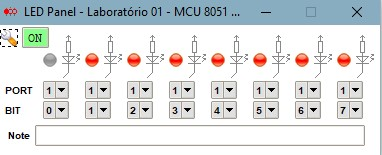 LED Panel - Laboratório 01 - MCU 8051 ...
ON
PORT 1 1 1 1 1 1 1 1
BIT 0 1 2 3 4 5 6 7
Note